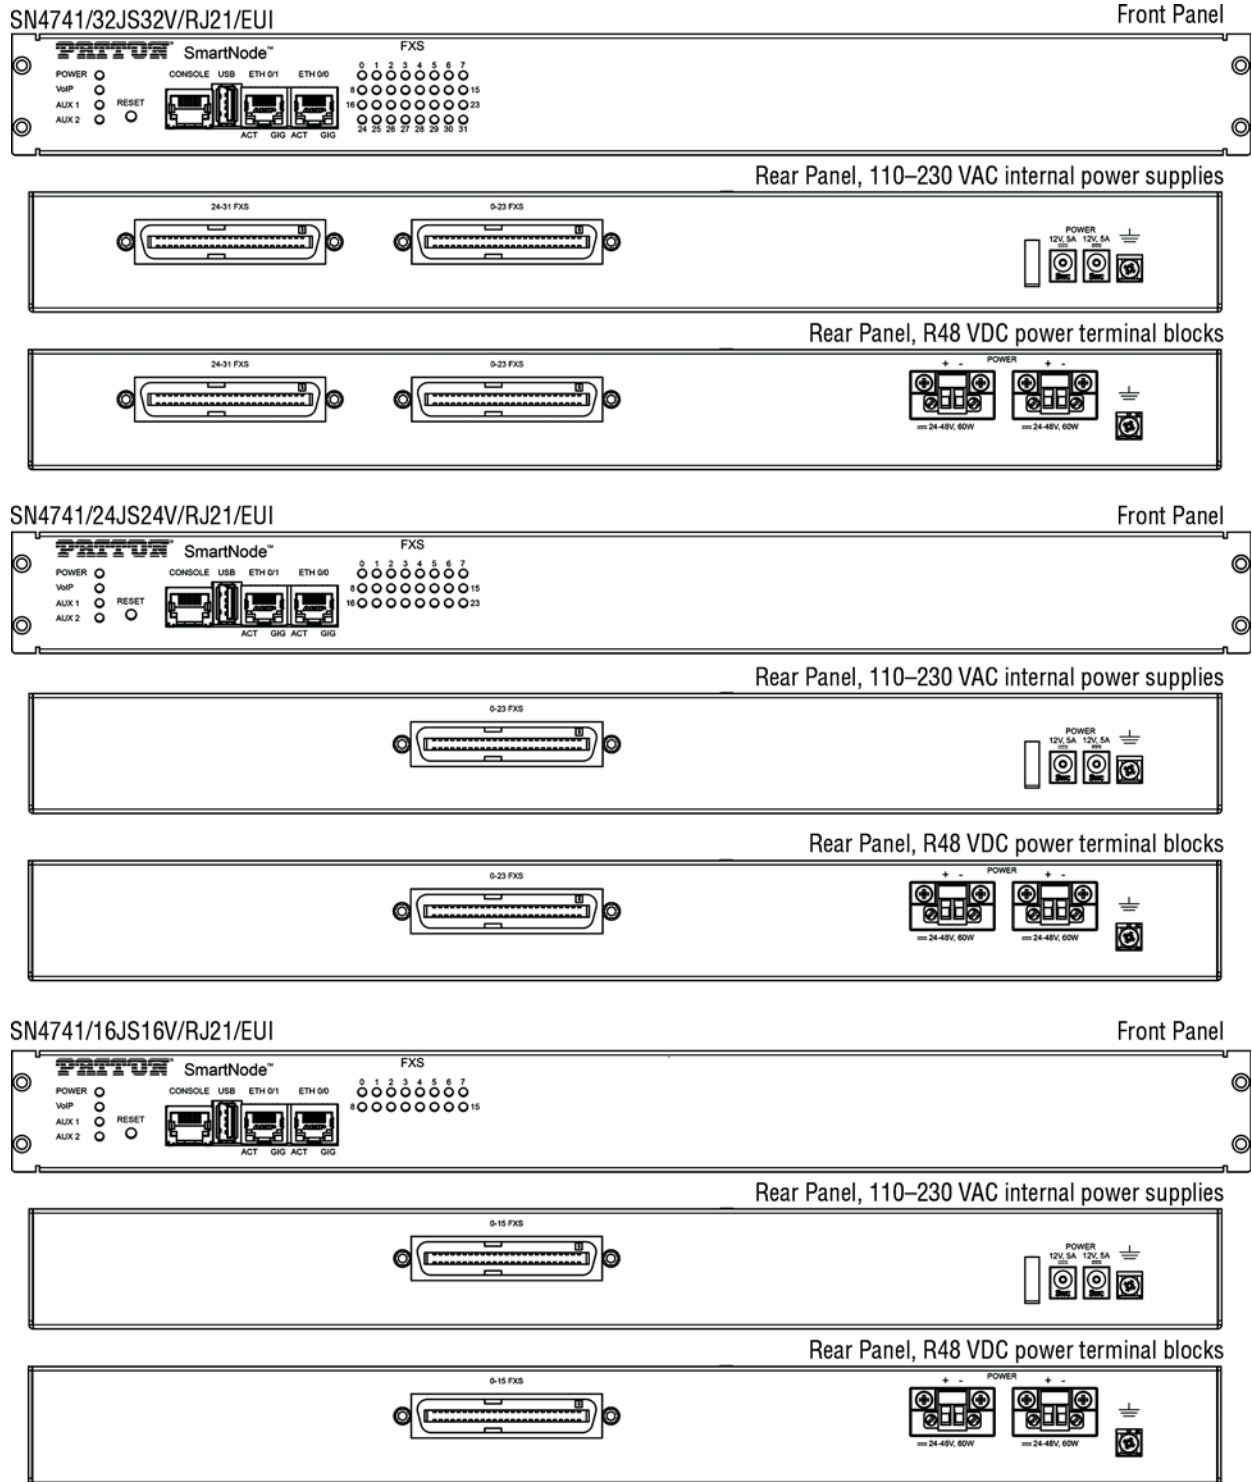 SN4741/32JS32V/RJ21/EUI Front Panel
PATTON SmartNode™ FXS
POWER CONSOLE USB ETH 0/1 ETH 0/0 0 1 2 3 4 5 6 7
VoIP 8 15
AUX 1 RESET 16 23
AUX 2 24 25 26 27 28 29 30 31
ACT GIG ACT GIG
Rear Panel, 110–230 VAC internal power supplies
24-31 FXS 0-23 FXS
1 1 POWER
12V, 5A 12V, 5A
Rear Panel, R48 VDC power terminal blocks
24-31 FXS 0-23 FXS + - POWER + -
1 1
24-48V, 60W 24-48V, 60W
SN4741/24JS24V/RJ21/EUI Front Panel
PATTON SmartNode™ FXS
POWER CONSOLE USB ETH 0/1 ETH 0/0 0 1 2 3 4 5 6 7
VoIP 8 15
AUX 1 RESET 16 23
AUX 2
ACT GIG ACT GIG
Rear Panel, 110–230 VAC internal power supplies
0-23 FXS
1 POWER
12V, 5A 12V, 5A
Rear Panel, R48 VDC power terminal blocks
0-23 FXS + - POWER + -
1
24-48V, 60W 24-48V, 60W
SN4741/16JS16V/RJ21/EUI Front Panel
PATTON SmartNode™ FXS
POWER CONSOLE USB ETH 0/1 ETH 0/0 0 1 2 3 4 5 6 7
VoIP 8 15
AUX 1 RESET
AUX 2
ACT GIG ACT GIG
Rear Panel, 110–230 VAC internal power supplies
0-15 FXS
1 POWER
12V, 5A 12V, 5A
Rear Panel, R48 VDC power terminal blocks
0-15 FXS + - POWER + -
1
24-48V, 60W 24-48V, 60W